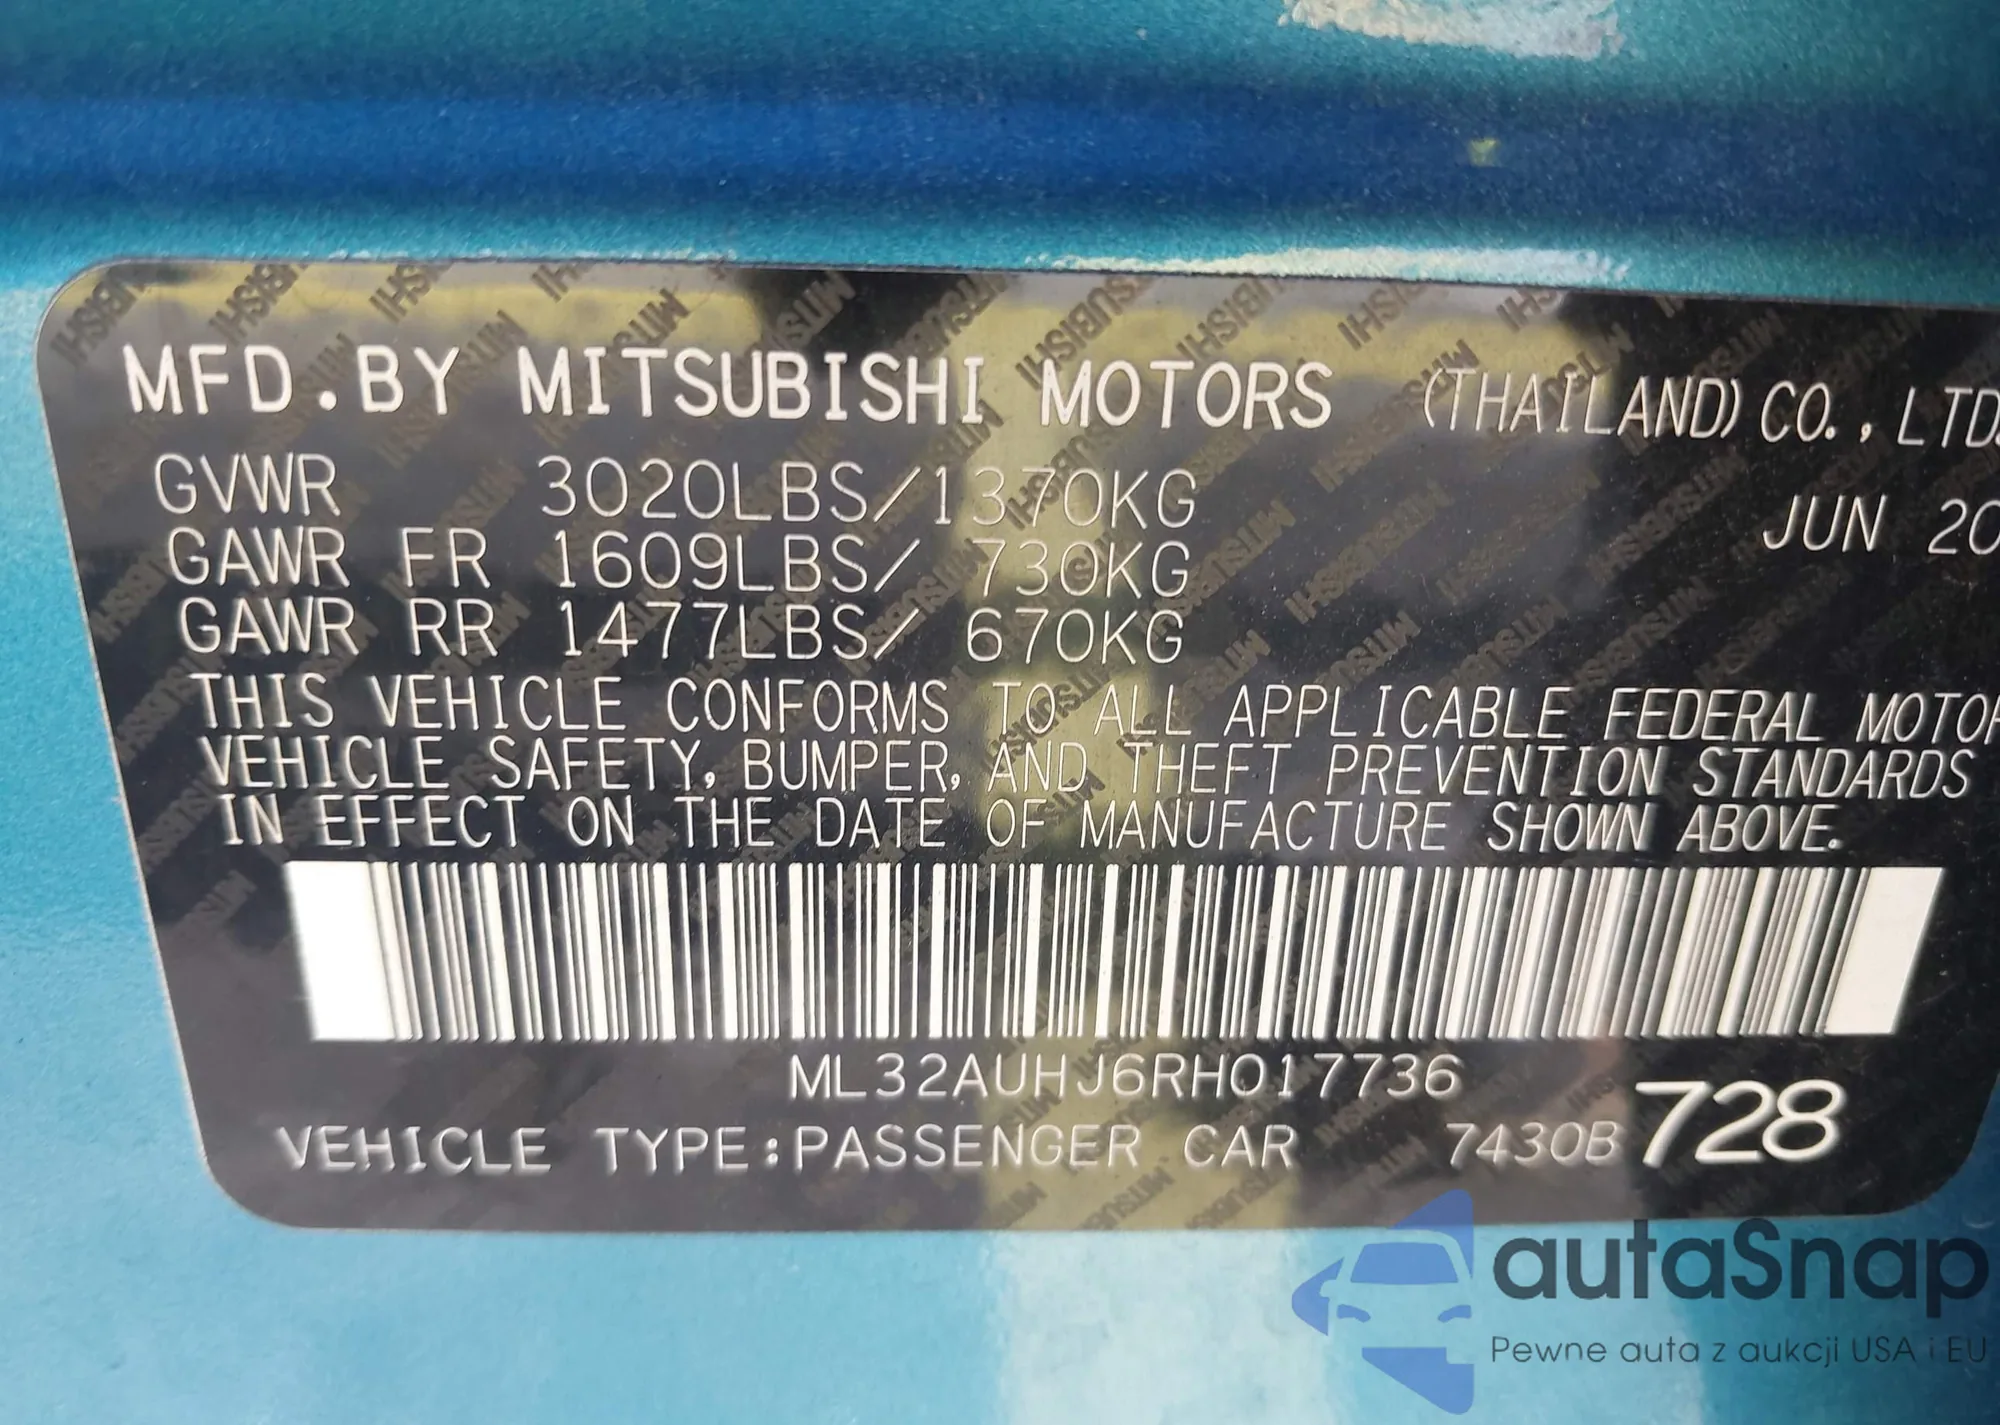 MFD.BY MITSUBISHI MOTORS (THAILAND) CO., LTD.
GVWR 3020LBS/1370KG JUN 20
GAWR FR 1609LBS/ 730KG
GAWR RR 1477LBS/ 670KG
THIS VEHICLE CONFORMS TO ALL APPLICABLE FEDERAL MOTOR
VEHICLE SAFETY, BUMPER, AND THEFT PREVENTION STANDARDS
IN EFFECT ON THE DATE OF MANUFACTURE SHOWN ABOVE.
ML32AUHJ6RH017736
VEHICLE TYPE:PASSENGER CAR 7430B 728
autaSnap
Pewne auta z aukcji USA i EU